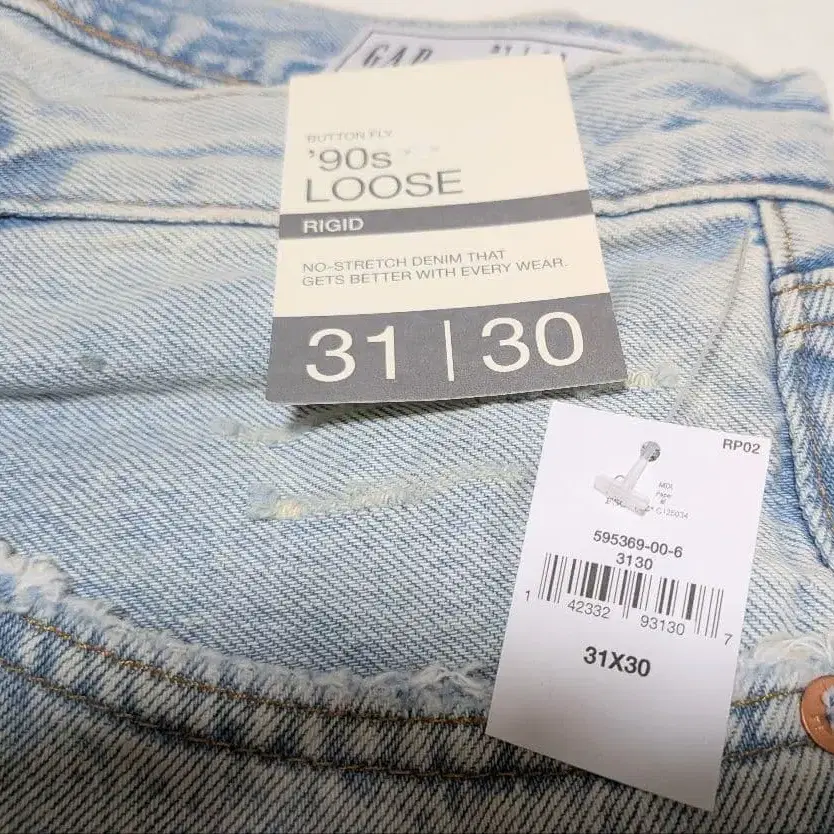 GAP
BUTTON FLY
'90s
LOOSE
RIGID
NO-STRETCH DENIM THAT
GETS BETTER WITH EVERY WEAR.
31 | 30
RP02
595369-00-6
3130
1 42332 93130 7
31X30